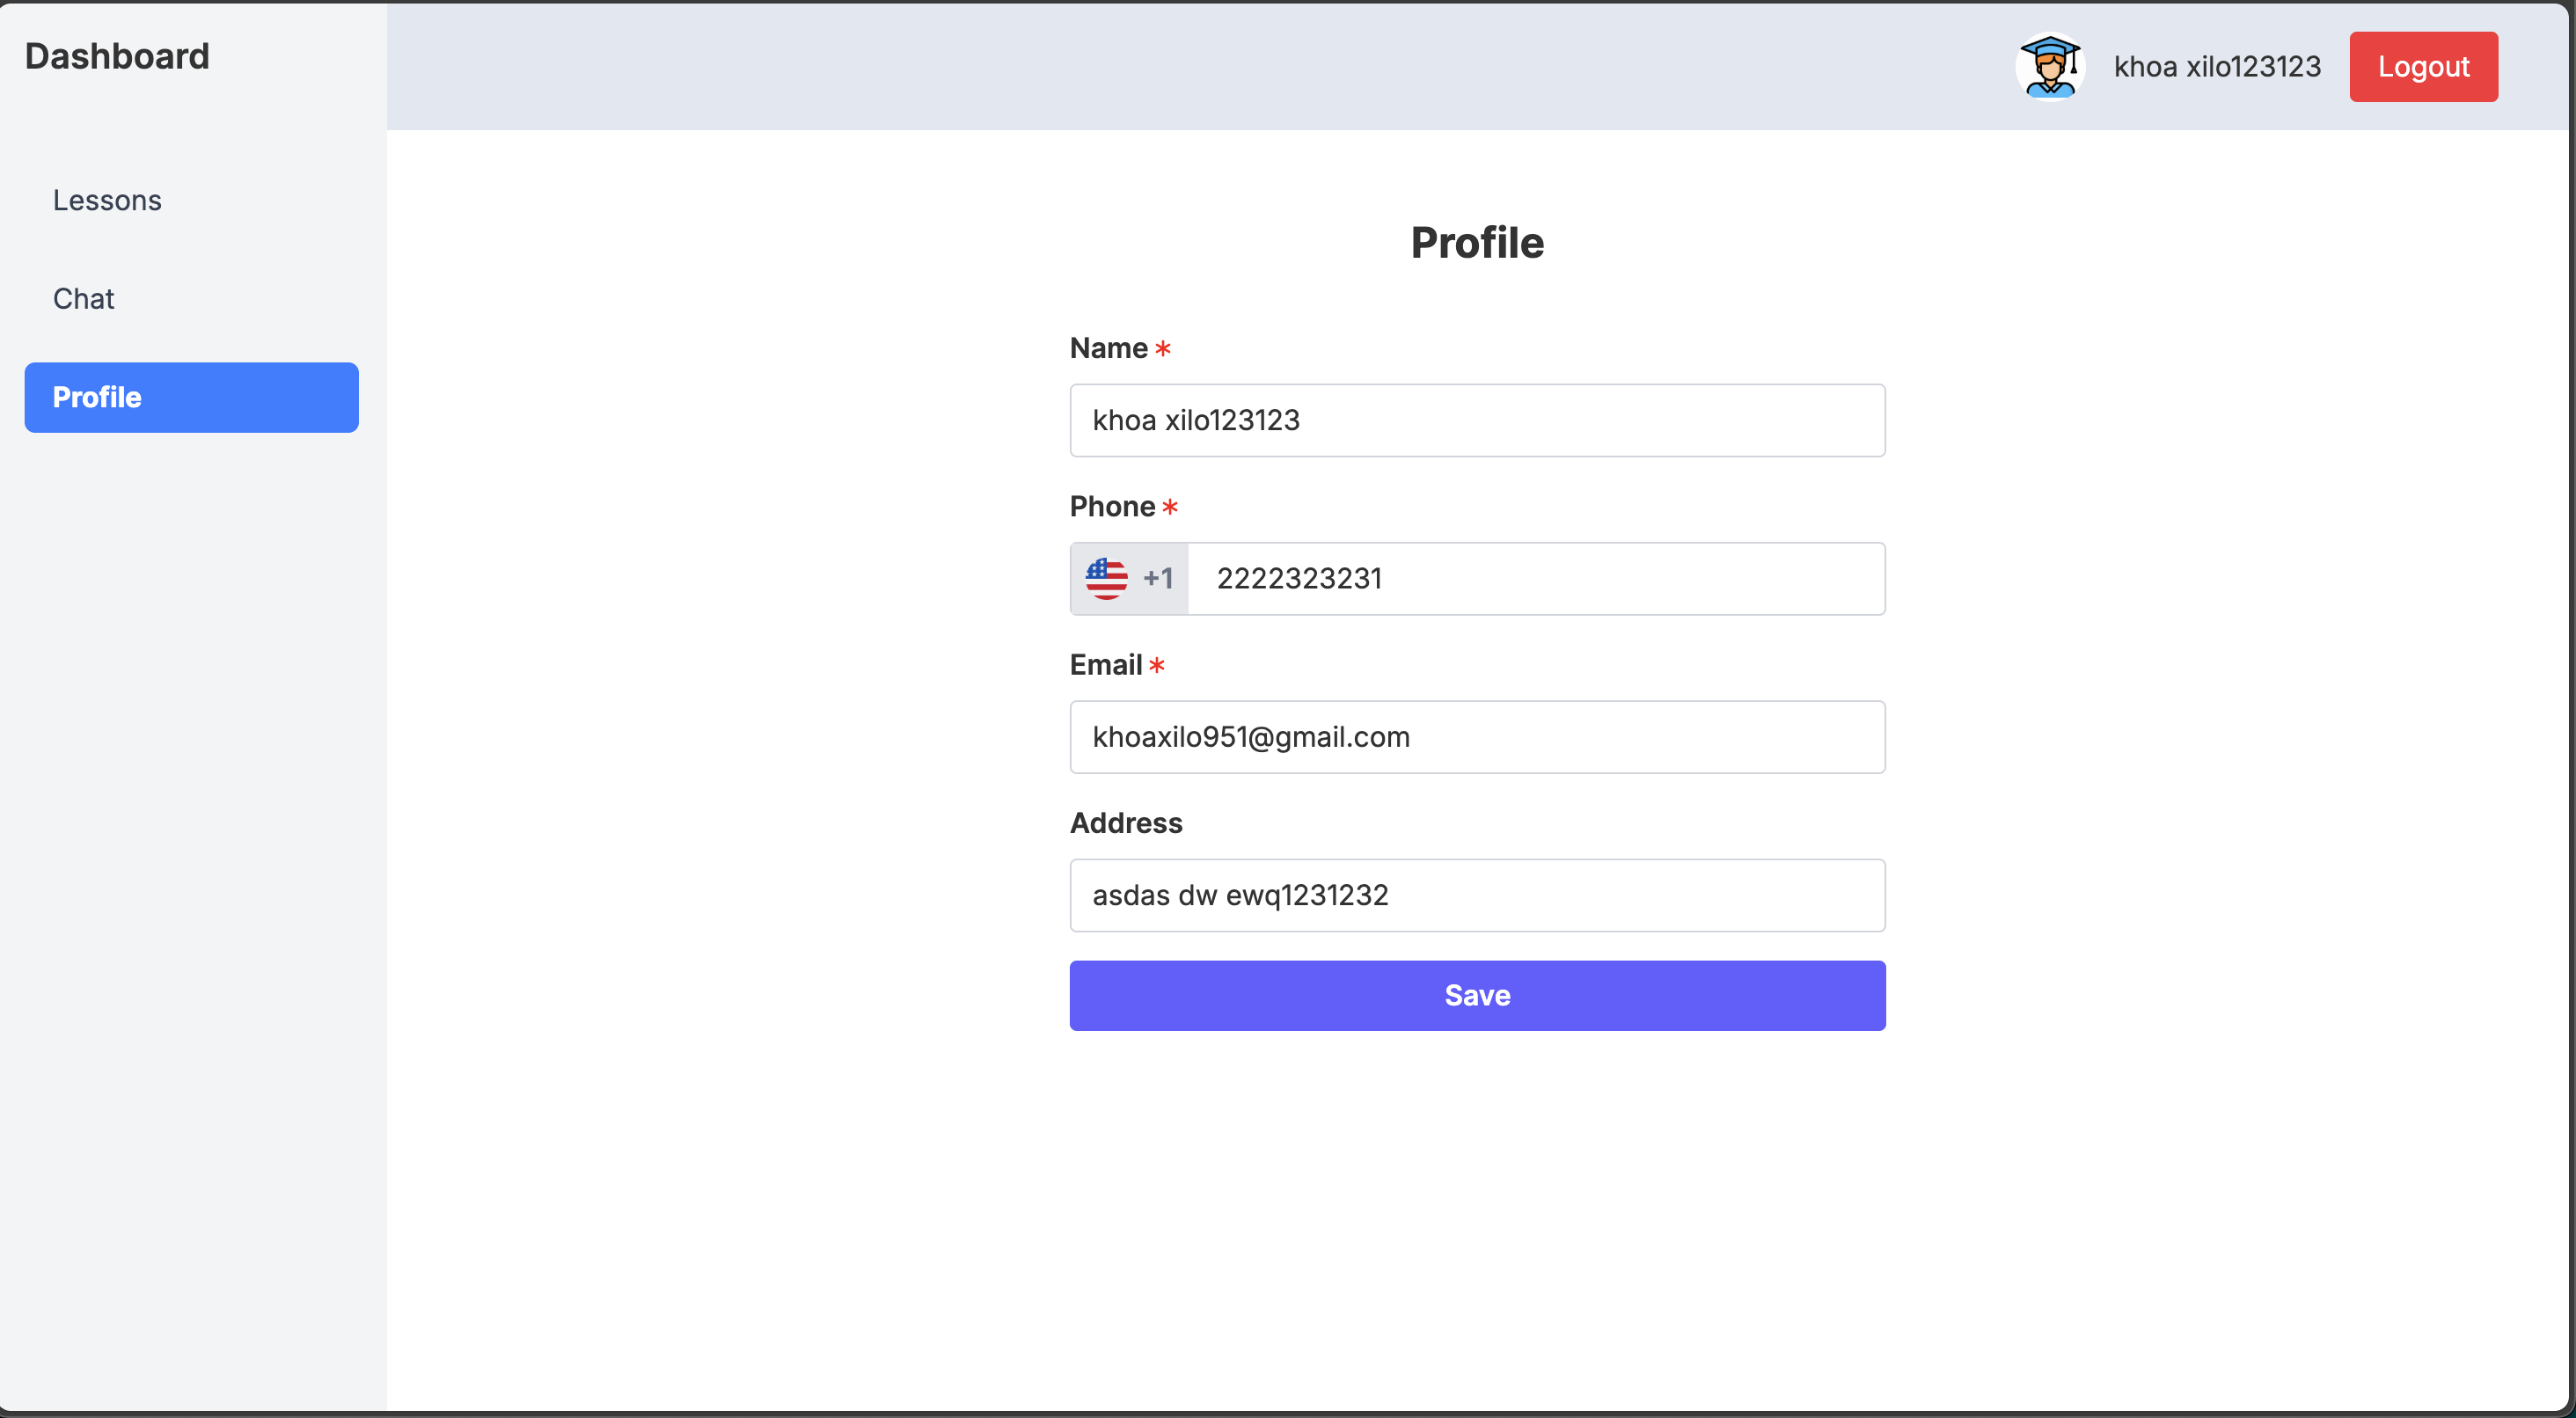 Dashboard
khoa xilo123123
Logout
Lessons
Chat
Profile
Profile
Name *
khoa xilo123123
Phone *
+1 2222323231
Email *
khoaxilo951@gmail.com
Address
asdas dw ewq1231232
Save